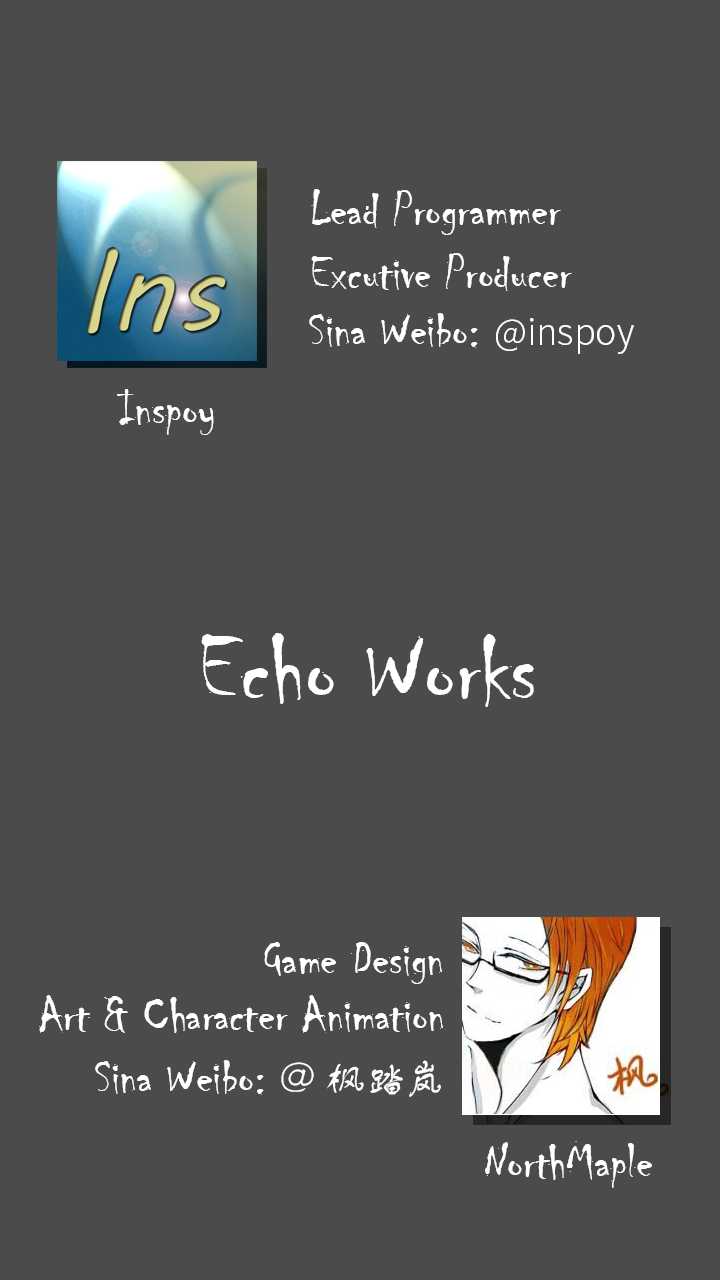 Ins
Lead Programmer
Excutive Producer
Sina Weibo: @inspoy
Inspoy
Echo Works
Game Design
Art & Character Animation
Sina Weibo: @ 枫踏岚
枫
NorthMaple